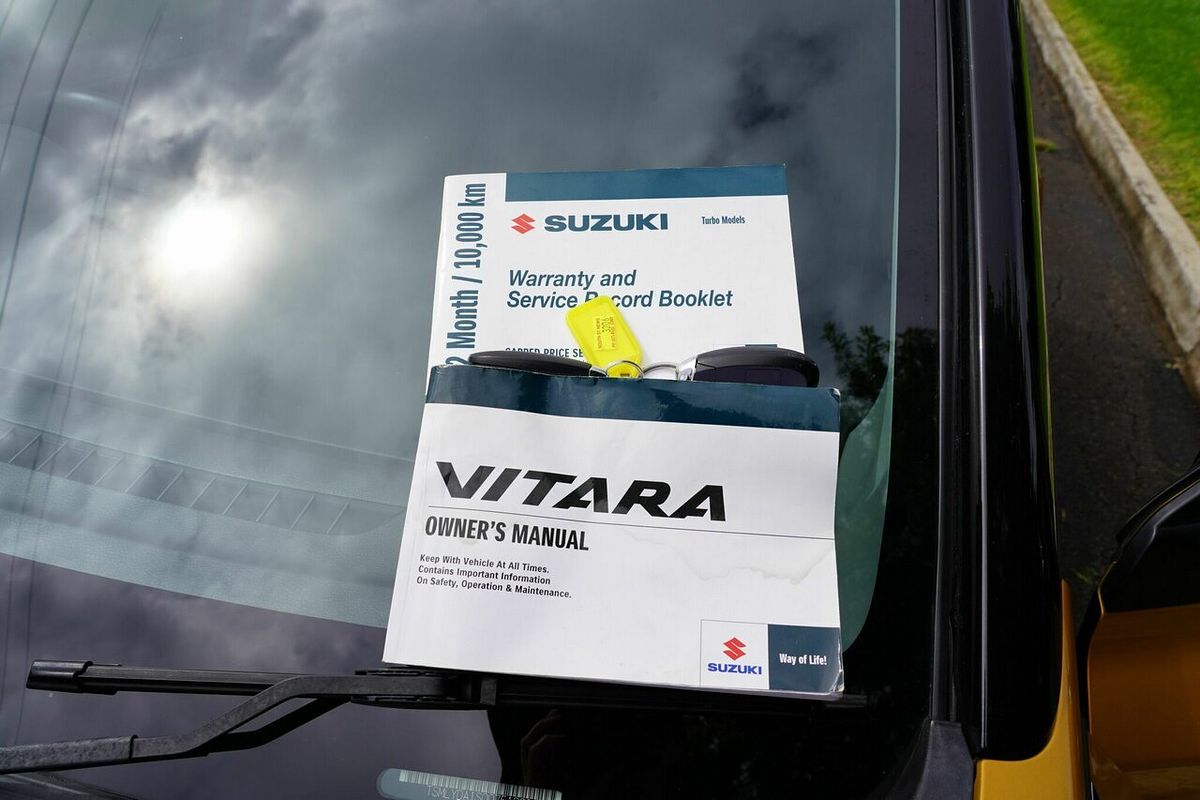 2 Month / 10,000 km
SUZUKI
Turbo Models
Warranty and
Service Record Booklet
VITARA
OWNER'S MANUAL
Keep With Vehicle At All Times.
Contains Important Information
On Safety, Operation & Maintenance.
SUZUKI
Way of Life!